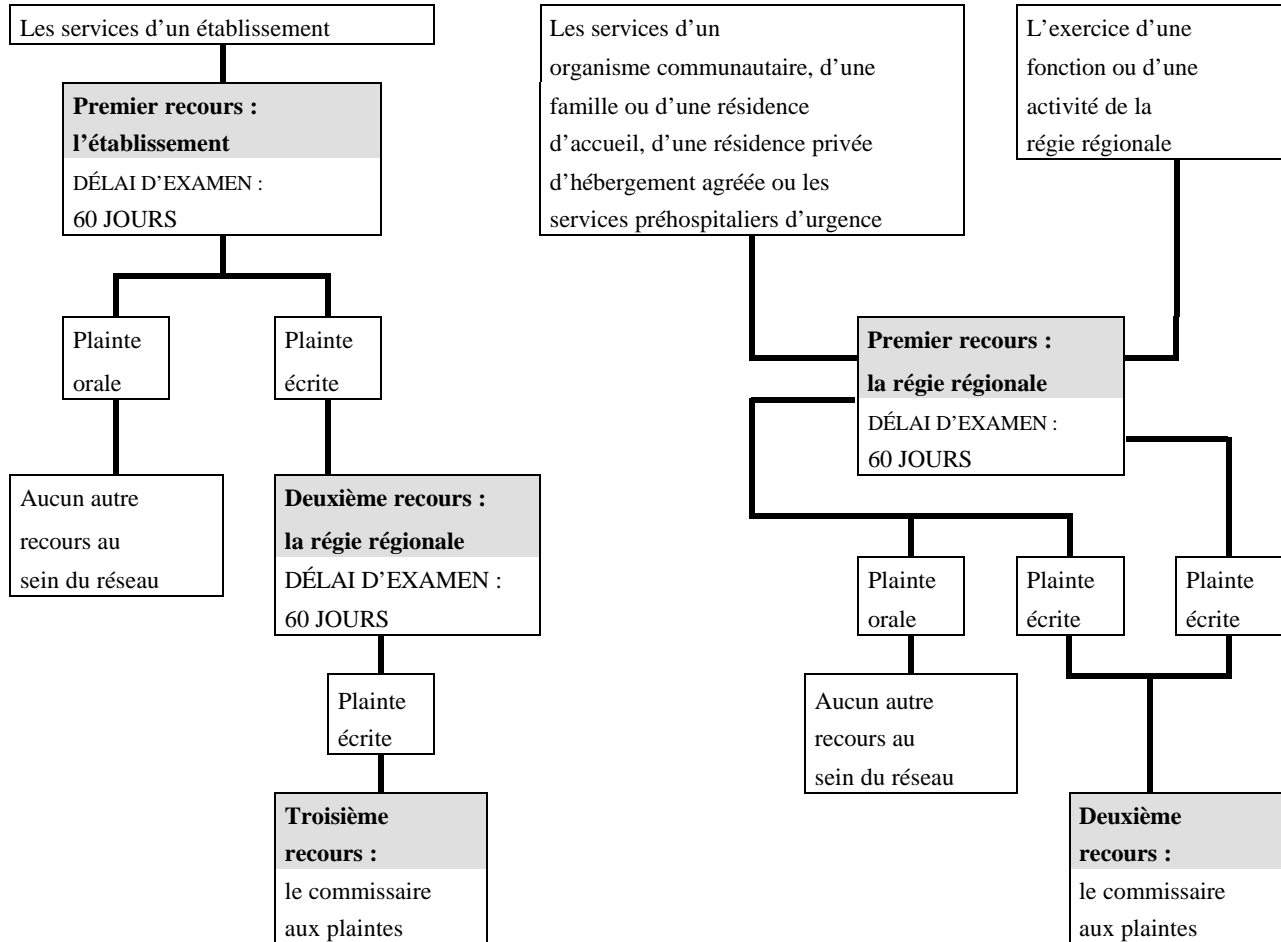 Les services d’un établissement
Premier recours :
l’établissement
DÉLAI D’EXAMEN :
60 JOURS
Plainte
orale
Plainte
écrite
Aucun autre
recours au
sein du réseau
Deuxième recours :
la régie régionale
DÉLAI D’EXAMEN :
60 JOURS
Plainte
écrite
Troisième
recours :
le commissaire
aux plaintes
Les services d’un
organisme communautaire, d’une
famille ou d’une résidence
d’accueil, d’une résidence privée
d’hébergement agréée ou les
services préhospitaliers d’urgence
L’exercice d’une
fonction ou d’une
activité de la
régie régionale
Premier recours :
la régie régionale
DÉLAI D’EXAMEN :
60 JOURS
Plainte
orale
Plainte
écrite
Plainte
écrite
Aucun autre
recours au
sein du réseau
Deuxième
recours :
le commissaire
aux plaintes